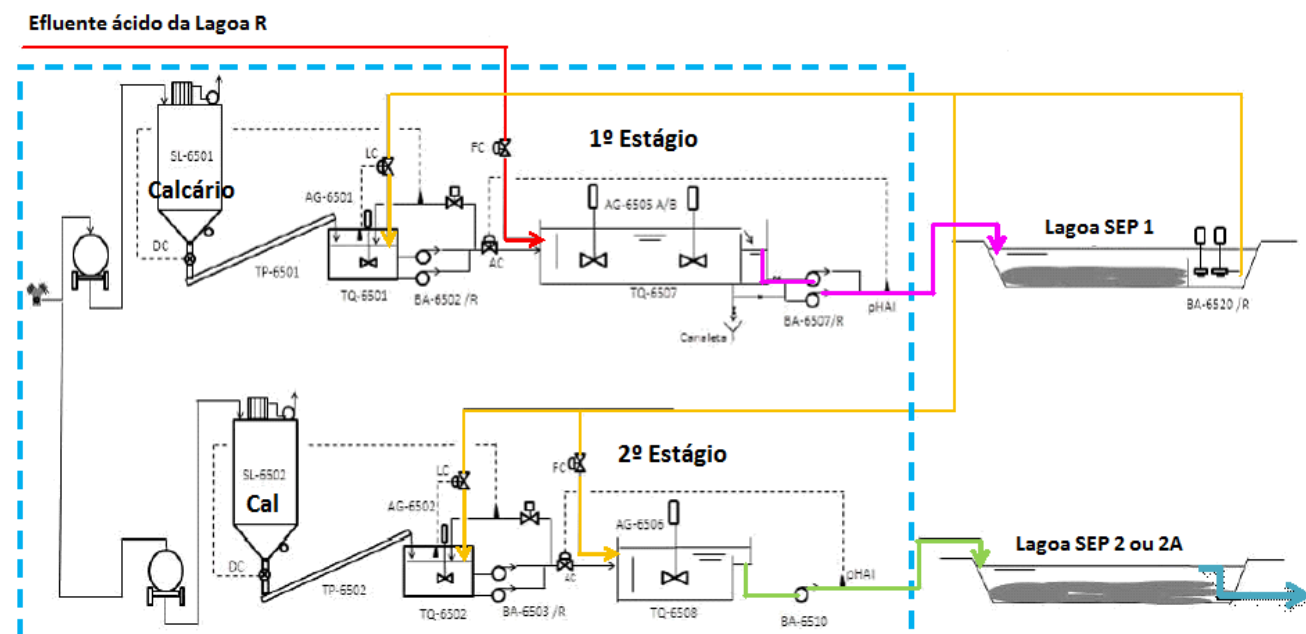 Efluente ácido da Lagoa R
1º Estágio
SL-6501
Calcário
LC
FC
AG-6501
AG-6505 A/B
DC
TP-6501
AC
TQ-6501
BA-6502 /R
TQ-6507
BA-6507/R
pHAI
Canaleta
Lagoa SEP 1
BA-6520 /R
2º Estágio
SL-6502
Cal
LC
FC
AG-6502
AG-6506
DC
TP-6502
AC
TQ-6502
BA-6503 /R
TQ-6508
BA-6510
pHAI
Lagoa SEP 2 ou 2A